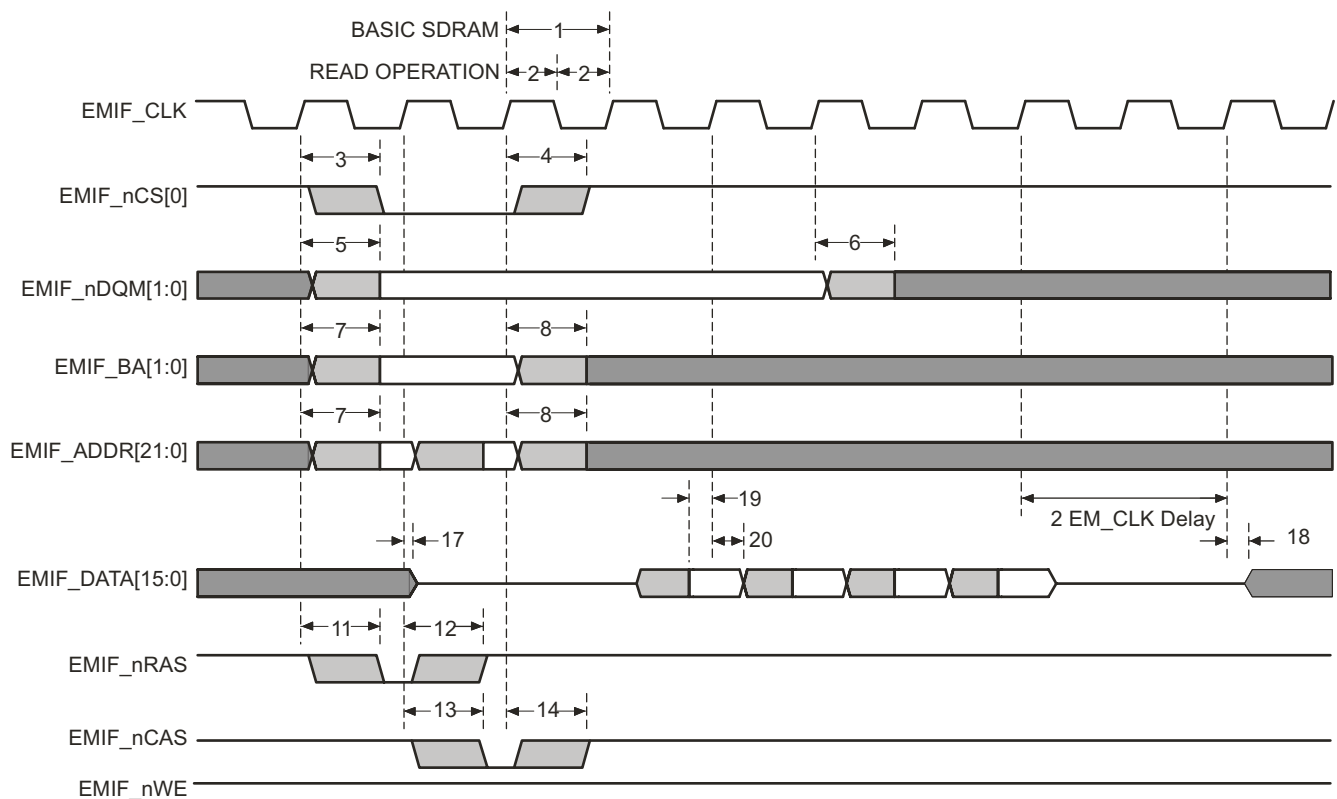 BASIC SDRAM
1
READ OPERATION
2
2
EMIF_CLK
3
4
EMIF_nCS[0]
5
6
EMIF_nDQM[1:0]
7
8
EMIF_BA[1:0]
7
8
EMIF_ADDR[21:0]
19
2 EM_CLK Delay
17
20
18
EMIF_DATA[15:0]
11
12
EMIF_nRAS
13
14
EMIF_nCAS
EMIF_nWE